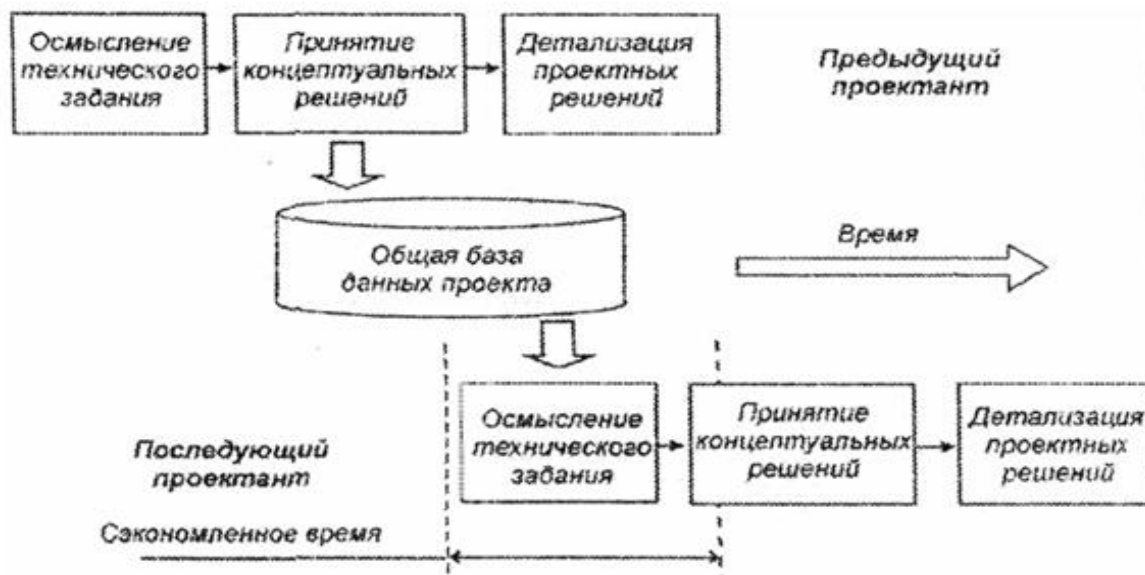 Осмысление
технического
задания
Принятие
концептуальных
решений
Детализация
проектных
решений
Предыдущий
проектант
Общая база
данных проекта
Время
Осмысление
технического
задания
Принятие
концептуальных
решений
Детализация
проектных
решений
Последующий
проектант
Сэкономленное время